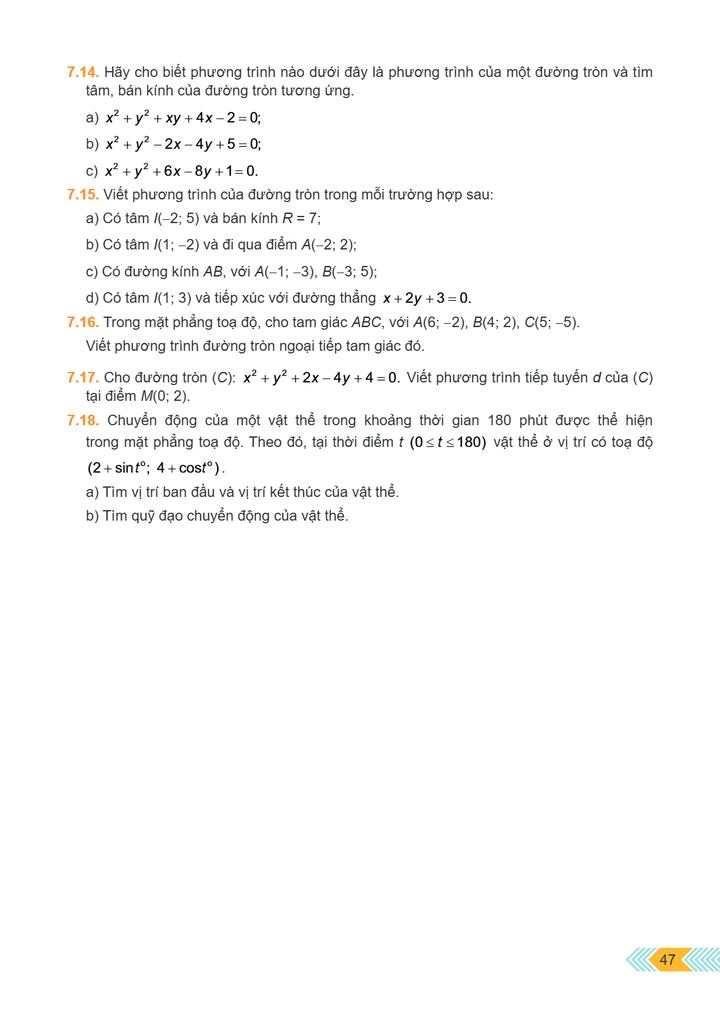 7.14. Hãy cho biết phương trình nào dưới đây là phương trình của một đường tròn và tìm
tâm, bán kính của đường tròn tương ứng.
a) x² + y² + xy + 4x − 2 = 0;
b) x² + y² − 2x − 4y + 5 = 0;
c) x² + y² + 6x − 8y + 1 = 0.
7.15. Viết phương trình của đường tròn trong mỗi trường hợp sau:
a) Có tâm I(−2; 5) và bán kính R = 7;
b) Có tâm I(1; −2) và đi qua điểm A(−2; 2);
c) Có đường kính AB, với A(−1; −3), B(−3; 5);
d) Có tâm I(1; 3) và tiếp xúc với đường thẳng x + 2y + 3 = 0.
7.16. Trong mặt phẳng toạ độ, cho tam giác ABC, với A(6; −2), B(4; 2), C(5; −5).
Viết phương trình đường tròn ngoại tiếp tam giác đó.
7.17. Cho đường tròn (C): x² + y² + 2x − 4y + 4 = 0. Viết phương trình tiếp tuyến d của (C)
tại điểm M(0; 2).
7.18. Chuyển động của một vật thể trong khoảng thời gian 180 phút được thể hiện
trong mặt phẳng toạ độ. Theo đó, tại thời điểm t (0 ≤ t ≤ 180) vật thể ở vị trí có toạ độ
(2 + sint°; 4 + cost°).
a) Tìm vị trí ban đầu và vị trí kết thúc của vật thể.
b) Tìm quỹ đạo chuyển động của vật thể.
47